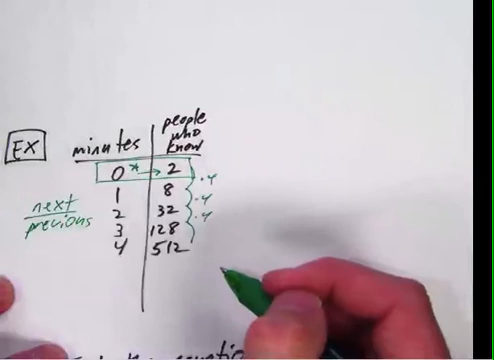 EX
minutes people who know
0* → 2
1 8
2 32
3 128
4 512
·4
·4
·4
next
previous